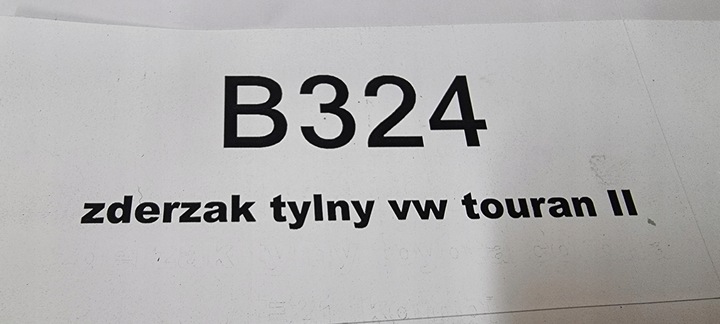 B324
zderzak tylny vw touran II